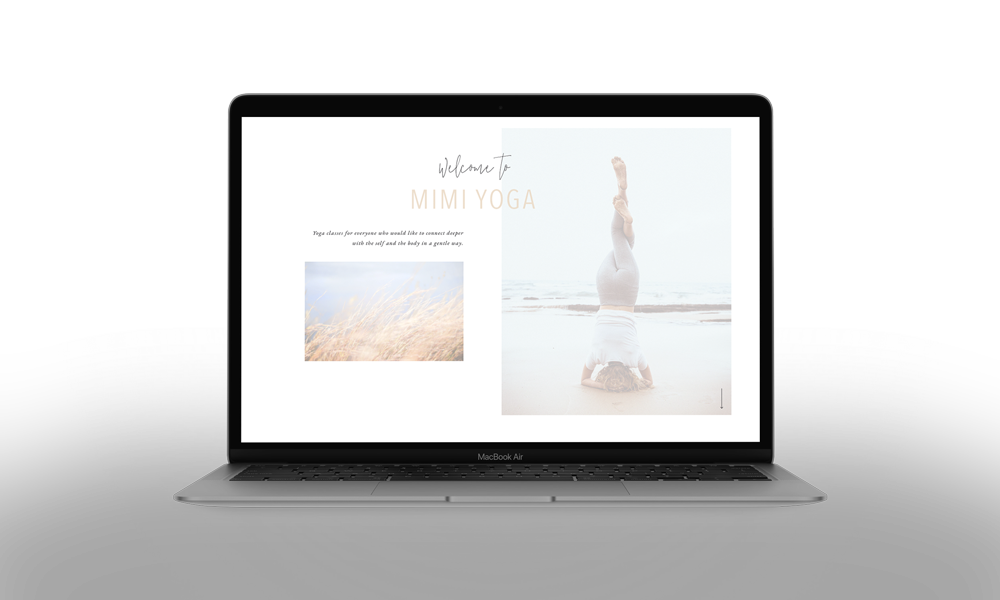 Welcome to
MIMI YOGA
Yoga classes for everyone who would like to connect deeper
with the self and the body in a gentle way.
MacBook Air